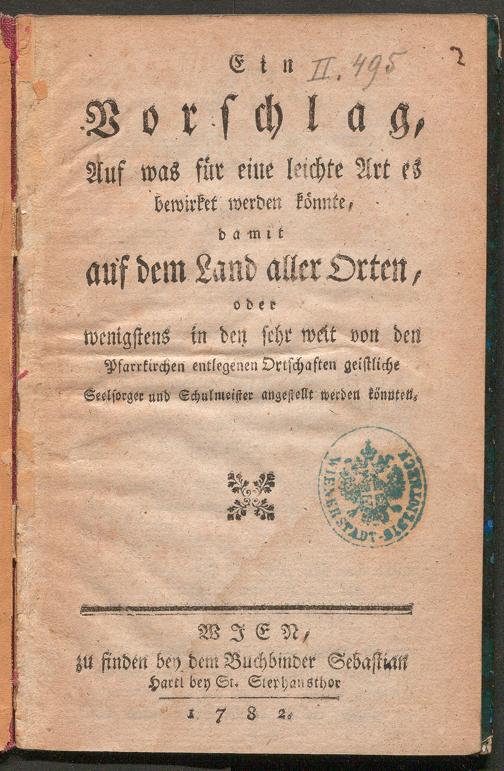 Ein
II. 495
2
Vorschlag,
Auf was für eine leichte Art es
bewirket werden könnte,
damit
auf dem Land aller Orten,
oder
wenigstens in den sehr weit von den
Pfarrkirchen entlegenen Ortschaften geistliche
Seelsorger und Schulmeister angestellt werden könnten.
WIENER STADT-BIBLIOTHECK
WIEN,
zu finden bey dem Buchbinder Sebastian
Hartl bey St. Stephansthor
1782.